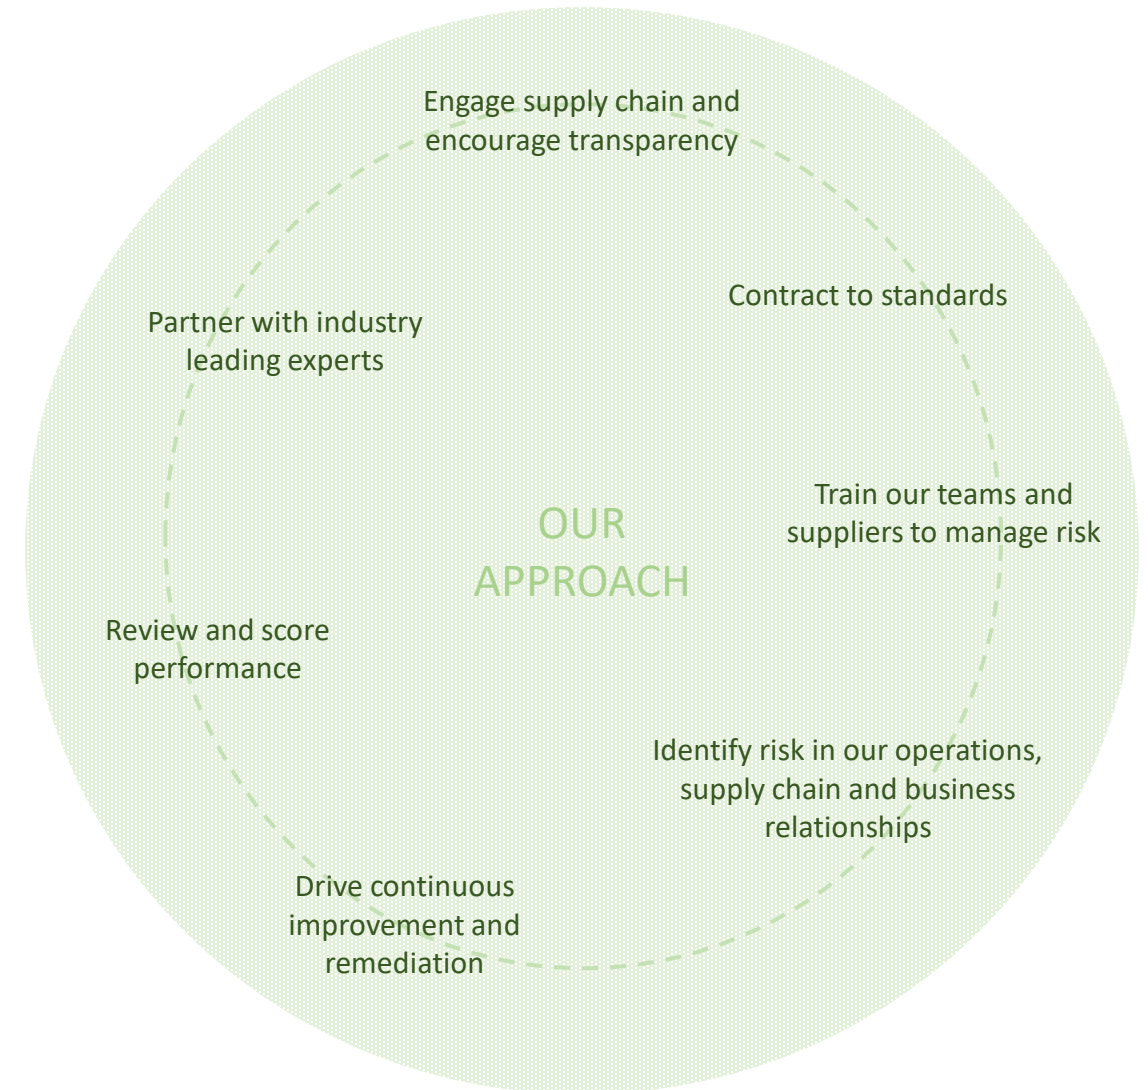 Engage supply chain and
encourage transparency
Contract to standards
Partner with industry
leading experts
Train our teams and
suppliers to manage risk
OUR
APPROACH
Review and score
performance
Identify risk in our operations,
supply chain and business
relationships
Drive continuous
improvement and
remediation